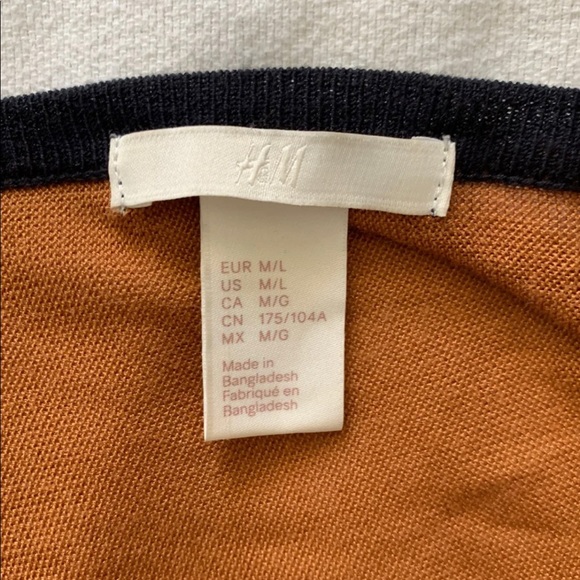 H&M
EUR M/L
US M/L
CA M/G
CN 175/104A
MX M/G
Made in
Bangladesh
Fabriqué en
Bangladesh